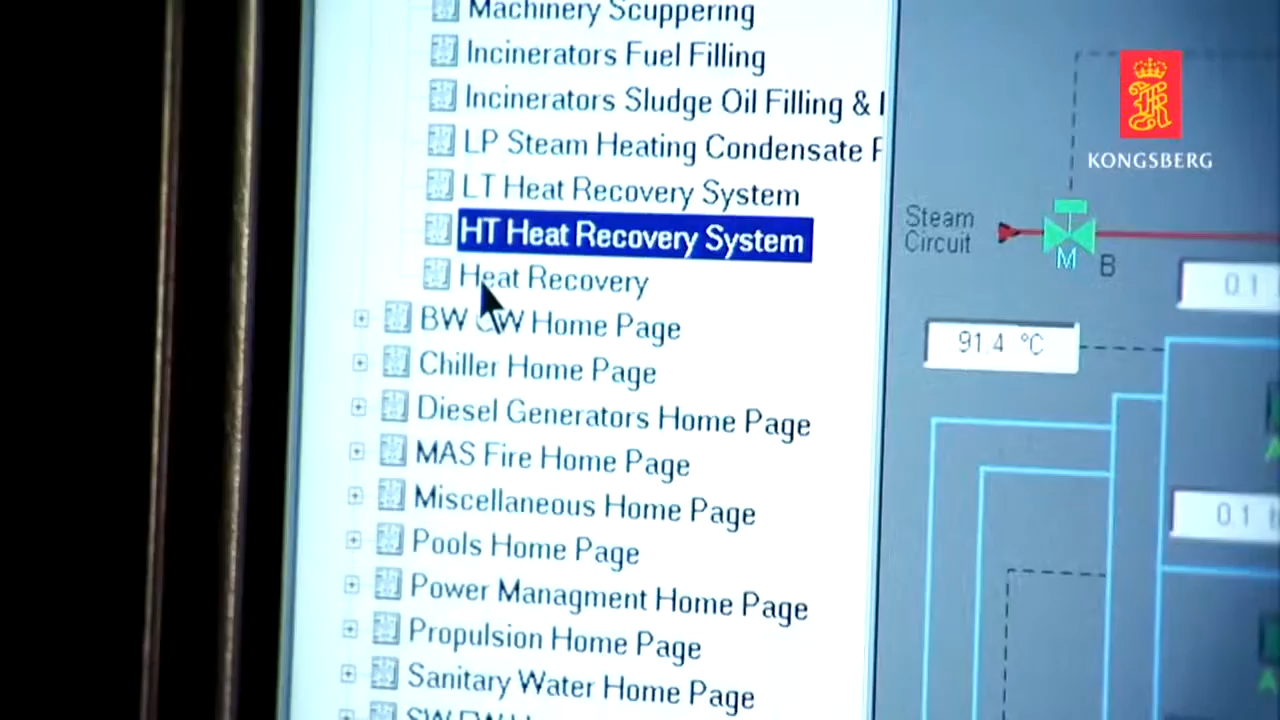 Machinery Scuppering
Incinerators Fuel Filling
Incinerators Sludge Oil Filling &
LP Steam Heating Condensate
LT Heat Recovery System
HT Heat Recovery System
Heat Recovery
BW Home Page
Chiller Home Page
Diesel Generators Home Page
MAS Fire Home Page
Miscellaneous Home Page
Pools Home Page
Power Managment Home Page
Propulsion Home Page
Sanitary Water Home Page
KONGSBERG
Steam
Circuit
M
B
0.1
91.4 °C
0.1